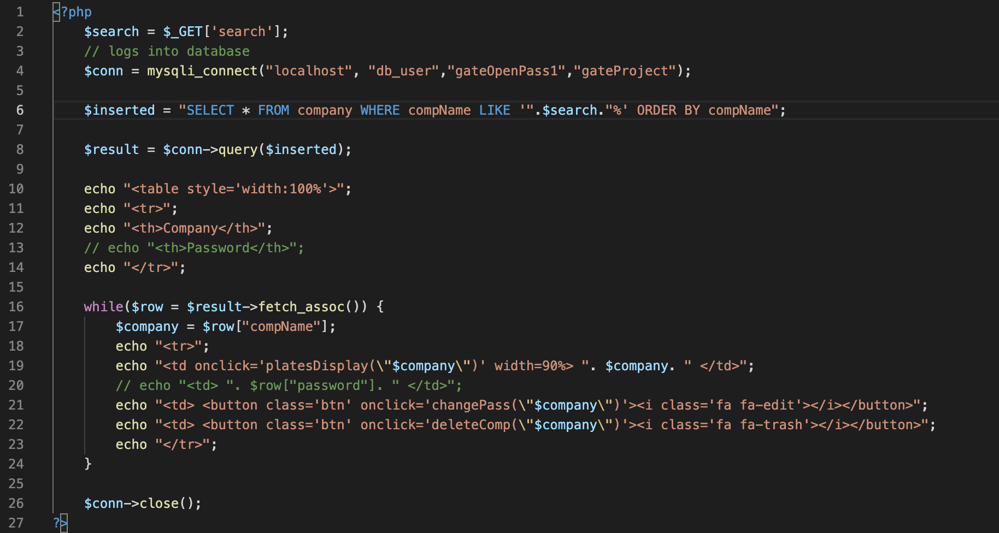 1 <?php
2 $search = $_GET['search'];
3 // logs into database
4 $conn = mysqli_connect("localhost", "db_user","gateOpenPass1","gateProject");
5
6 $inserted = "SELECT * FROM company WHERE compName LIKE '".$search."%' ORDER BY compName";
7
8 $result = $conn->query($inserted);
9
10 echo "<table style='width:100%'>";
11 echo "<tr>";
12 echo "<th>Company</th>";
13 // echo "<th>Password</th>";
14 echo "</tr>";
15
16 while($row = $result->fetch_assoc()) {
17 $company = $row["compName"];
18 echo "<tr>";
19 echo "<td onclick='platesDisplay(\"$company\")' width=90%> ". $company. " </td>";
20 // echo "<td> ". $row["password"]. " </td>";
21 echo "<td> <button class='btn' onclick='changePass(\"$company\")'><i class='fa fa-edit'></i></button>";
22 echo "<td> <button class='btn' onclick='deleteComp(\"$company\")'><i class='fa fa-trash'></i></button>";
23 echo "</tr>";
24 }
25
26 $conn->close();
27 ?>